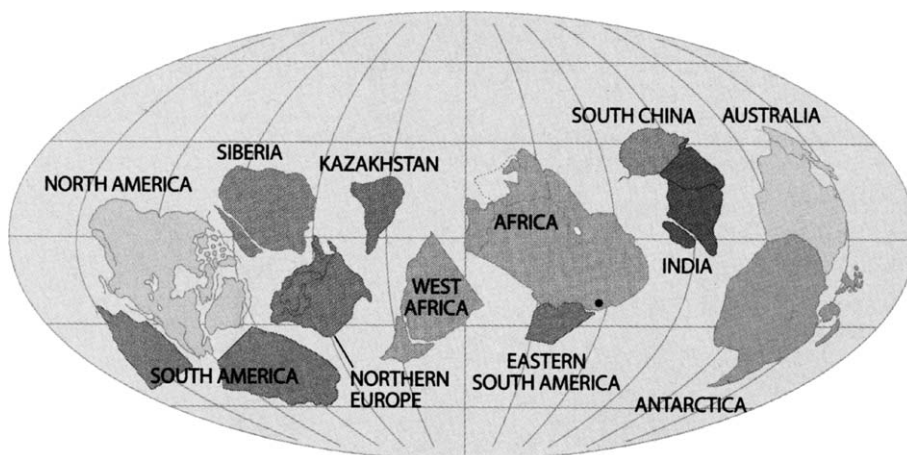 SOUTH CHINA
AUSTRALIA
SIBERIA
KAZAKHSTAN
NORTH AMERICA
AFRICA
INDIA
WEST
AFRICA
SOUTH AMERICA
NORTHERN
EUROPE
EASTERN
SOUTH AMERICA
ANTARCTICA